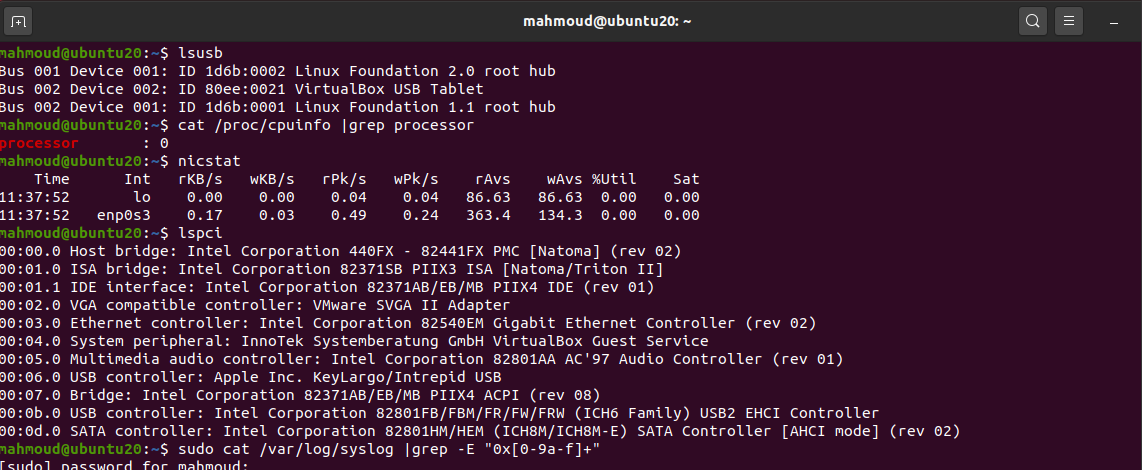 mahmoud@ubuntu20: ~
mahmoud@ubuntu20:~$ lsusb
Bus 001 Device 001: ID 1d6b:0002 Linux Foundation 2.0 root hub
Bus 002 Device 002: ID 80ee:0021 VirtualBox USB Tablet
Bus 002 Device 001: ID 1d6b:0001 Linux Foundation 1.1 root hub
mahmoud@ubuntu20:~$ cat /proc/cpuinfo |grep processor
processor       : 0
mahmoud@ubuntu20:~$ nicstat
    Time      Int   rKB/s   wKB/s   rPk/s   wPk/s    rAvs    wAvs %Util    Sat
11:37:52       lo    0.00    0.00    0.04    0.04   86.63   86.63  0.00   0.00
11:37:52   enp0s3    0.17    0.03    0.49    0.24   363.4   134.3  0.00   0.00
mahmoud@ubuntu20:~$ lspci
00:00.0 Host bridge: Intel Corporation 440FX - 82441FX PMC [Natoma] (rev 02)
00:01.0 ISA bridge: Intel Corporation 82371SB PIIX3 ISA [Natoma/Triton II]
00:01.1 IDE interface: Intel Corporation 82371AB/EB/MB PIIX4 IDE (rev 01)
00:02.0 VGA compatible controller: VMware SVGA II Adapter
00:03.0 Ethernet controller: Intel Corporation 82540EM Gigabit Ethernet Controller (rev 02)
00:04.0 System peripheral: InnoTek Systemberatung GmbH VirtualBox Guest Service
00:05.0 Multimedia audio controller: Intel Corporation 82801AA AC'97 Audio Controller (rev 01)
00:06.0 USB controller: Apple Inc. KeyLargo/Intrepid USB
00:07.0 Bridge: Intel Corporation 82371AB/EB/MB PIIX4 ACPI (rev 08)
00:0b.0 USB controller: Intel Corporation 82801FB/FBM/FR/FW/FRW (ICH6 Family) USB2 EHCI Controller
00:0d.0 SATA controller: Intel Corporation 82801HM/HEM (ICH8M/ICH8M-E) SATA Controller [AHCI mode] (rev 02)
mahmoud@ubuntu20:~$ sudo cat /var/log/syslog |grep -E "0x[0-9a-f]+"
[sudo] password for mahmoud: